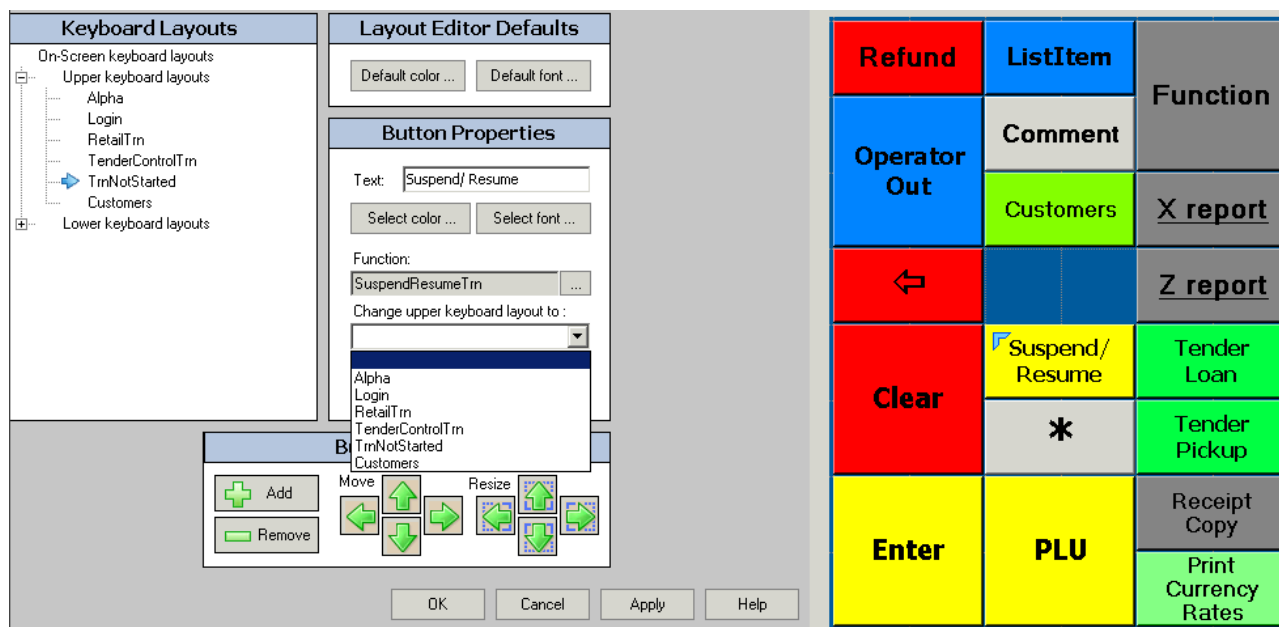 Keyboard Layouts
On-Screen keyboard layouts
Upper keyboard layouts
Alpha
Login
RetailTrn
TenderControlTrn
TrnNotStarted
Customers
Lower keyboard layouts
Layout Editor Defaults
Default color ...
Default font ...
Button Properties
Text:
Suspend/ Resume
Select color ...
Select font ...
Function:
SuspendResumeTrn
...
Change upper keyboard layout to :
Alpha
Login
RetailTrn
TenderControlTrn
TrnNotStarted
Customers
Add
Remove
Move
Resize
OK
Cancel
Apply
Help
Refund
ListItem
Function
Operator
Out
Comment
Customers
X report
Z report
Clear
Suspend/
Resume
Tender
Loan
*
Tender
Pickup
Enter
PLU
Receipt
Copy
Print
Currency
Rates